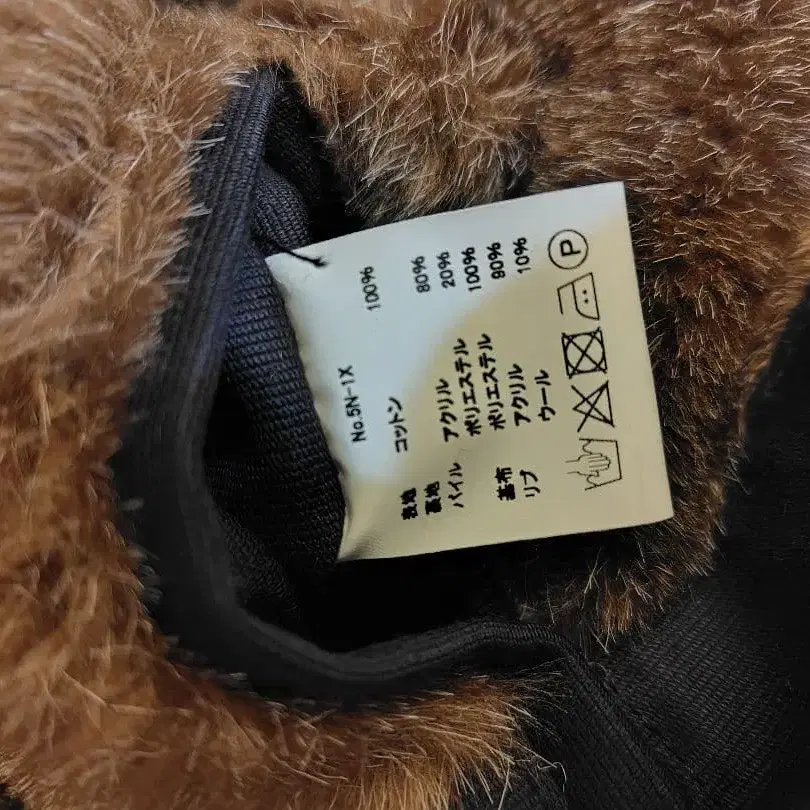 No.5N-1X
表地 コットン 100%
裏地
パイル アクリル 80%
ポリエステル 20%
基布 ポリエステル 100%
リブ アクリル 80%
ウール 10%
P